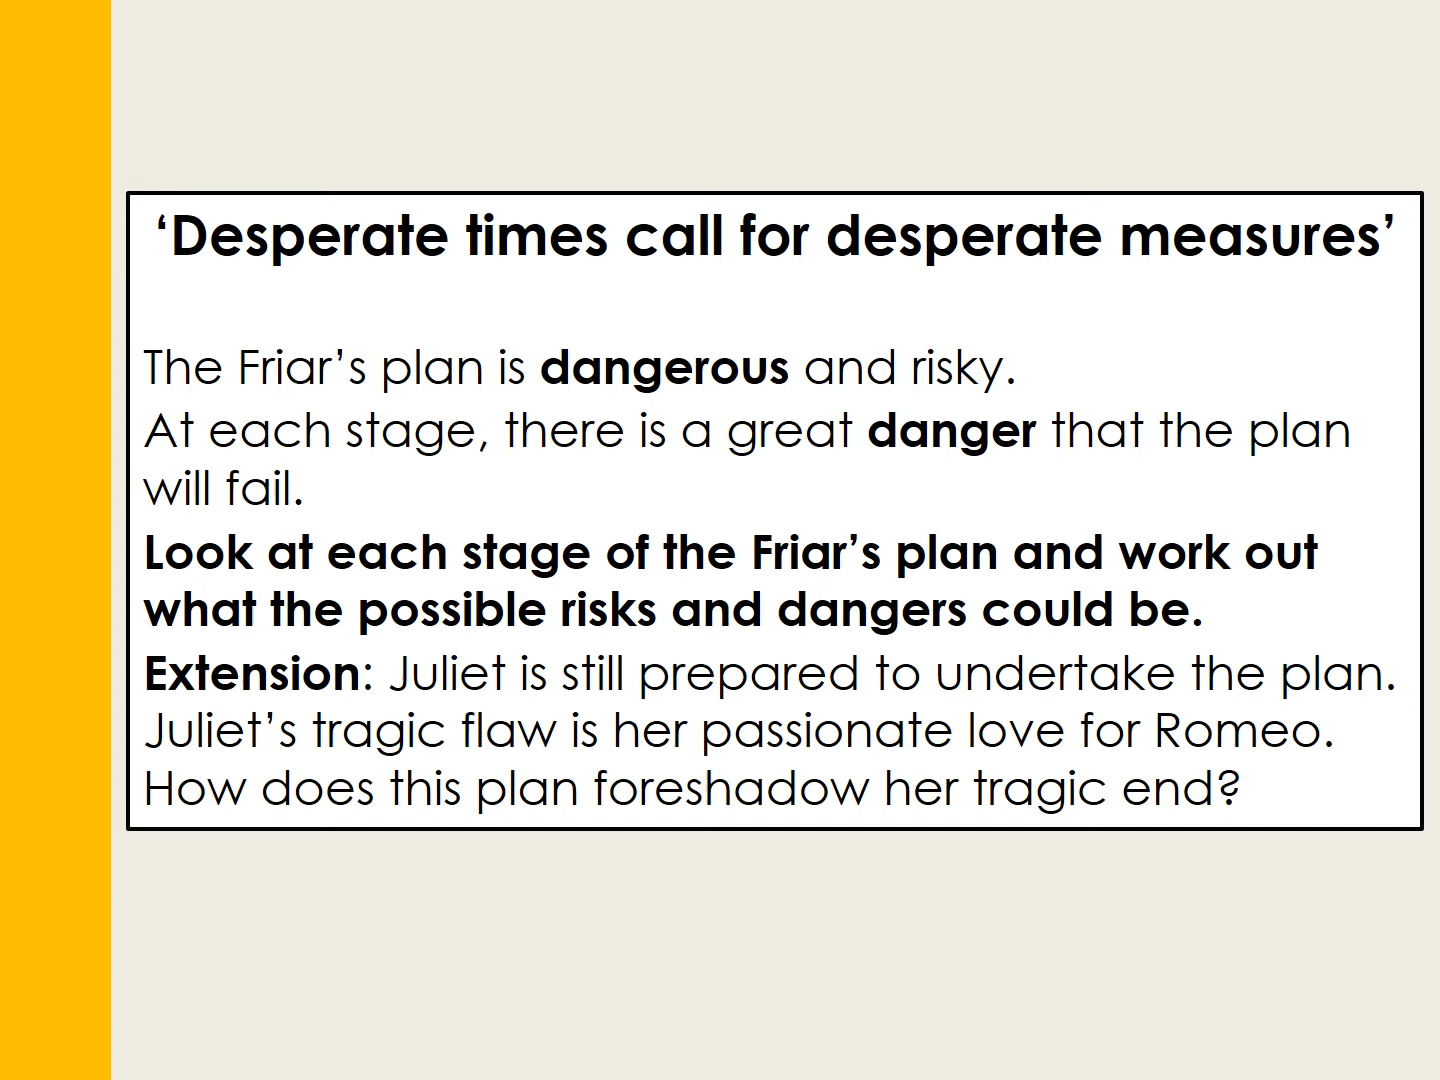 ‘Desperate times call for desperate measures’
The Friar’s plan is dangerous and risky.
At each stage, there is a great danger that the plan
will fail.
Look at each stage of the Friar’s plan and work out
what the possible risks and dangers could be.
Extension: Juliet is still prepared to undertake the plan.
Juliet’s tragic flaw is her passionate love for Romeo.
How does this plan foreshadow her tragic end?